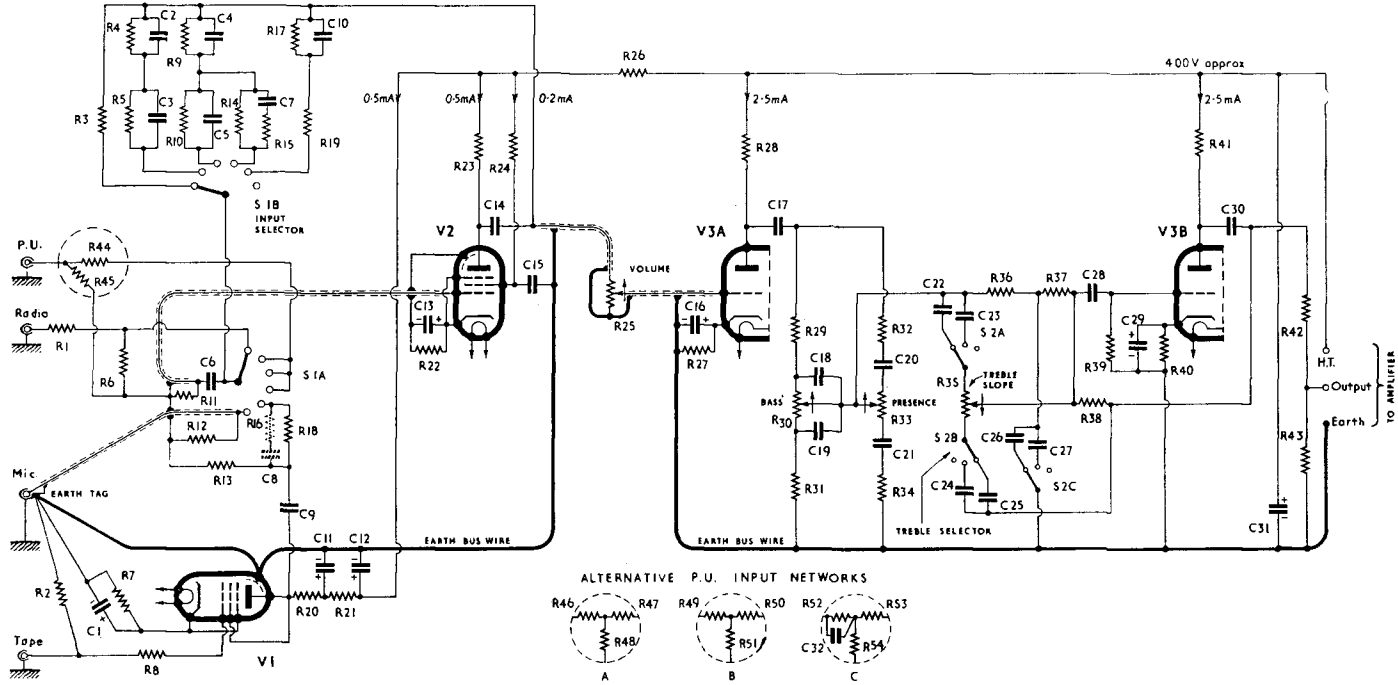 R4 C2 C4 R17 C10
R9
R26
400V approx
R5 C3 R14 C7
0·5mA 0·5mA 0·2mA 2·5mA 2·5mA
R3 R10 C5 R15 R19
R23 R24 R28 R41
S1B
INPUT
SELECTOR
C14 C17 C30
P.U. R44 V2 V3A V3B
R45
C15 VOLUME
C22 R36 R37 C28
Radio C13 C16 C23
R1 R25 S2A C29
R22 R27 R29 R32 R39 R40 R42
C6 S1A C18 C20
R6 R11 R35 TREBLE
SLOPE
H.T.
BASS PRESENCE
Output
R12 R16 R18 R30 R33 R38
Earth
TO AMPLIFIER
R13 C8 C19 C21 S2B C26 C27 R43
Mic
EARTH TAG
R31 R34 C24 C25 S2C
C9
TREBLE SELECTOR
C31
C11 C12
EARTH BUS WIRE EARTH BUS WIRE
R2 R7
C1
R20 R21
ALTERNATIVE P.U. INPUT NETWORKS
R46 R47 R49 R50 R52 R53
Tape
R48 R51 C32 R54
R8 V1
A B C